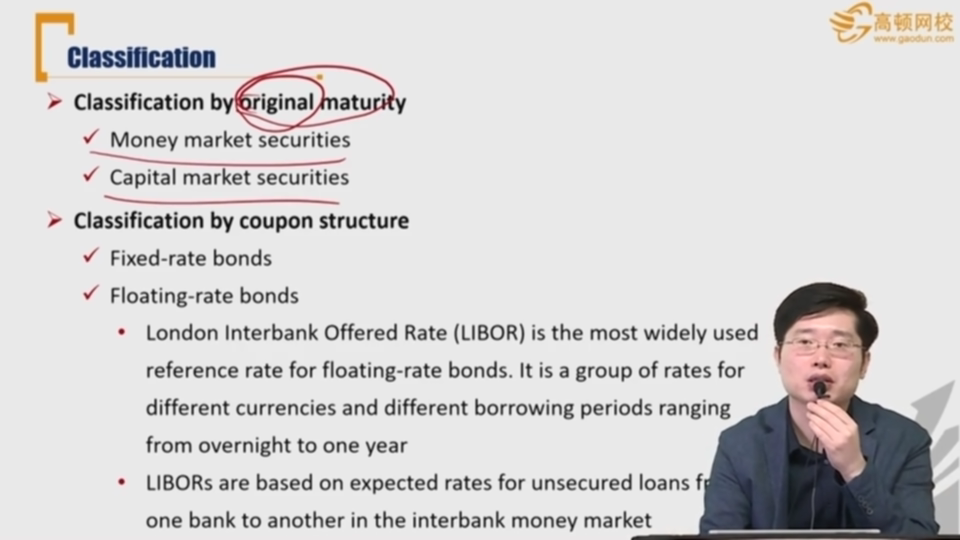 高顿网校
www.gaodun.com
Classification
Classification by original maturity
Money market securities
Capital market securities
Classification by coupon structure
Fixed-rate bonds
Floating-rate bonds
London Interbank Offered Rate (LIBOR) is the most widely used
reference rate for floating-rate bonds. It is a group of rates for
different currencies and different borrowing periods ranging
from overnight to one year
LIBORs are based on expected rates for unsecured loans
one bank to another in the interbank money market